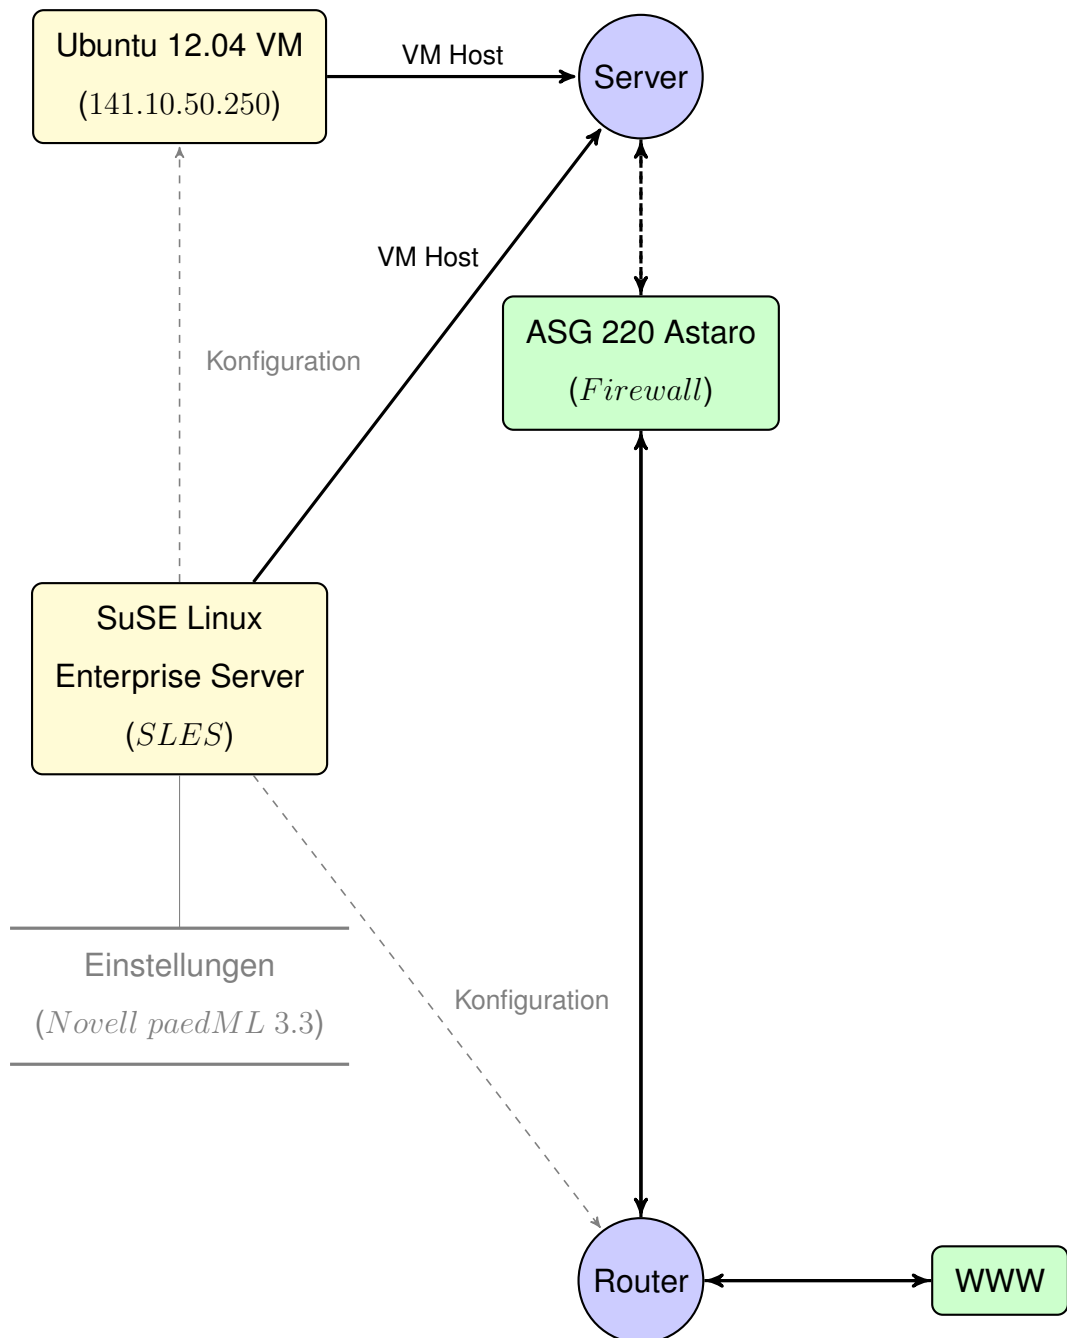 Ubuntu 12.04 VM
(141.10.50.250)
VM Host
Server
VM Host
ASG 220 Astaro
(Firewall)
Konfiguration
SuSE Linux
Enterprise Server
(SLES)
Einstellungen
(Novell paedML 3.3)
Konfiguration
Router
WWW